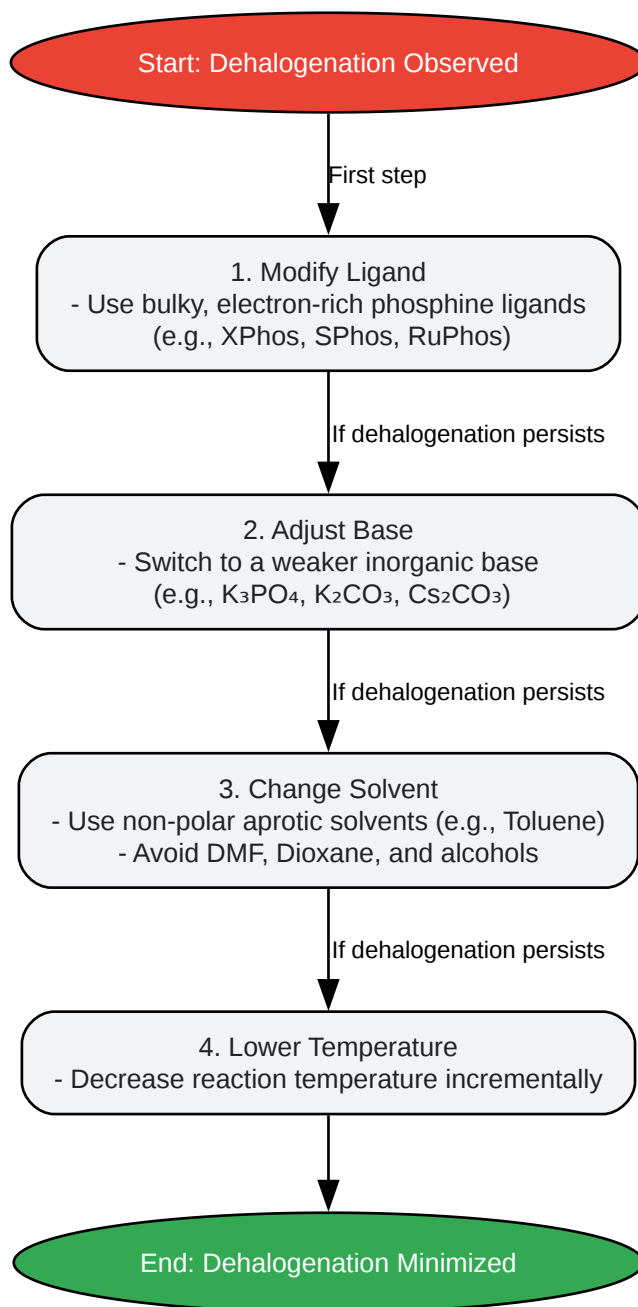 Start: Dehalogenation Observed
First step
1. Modify Ligand
- Use bulky, electron-rich phosphine ligands
(e.g., XPhos, SPhos, RuPhos)
If dehalogenation persists
2. Adjust Base
- Switch to a weaker inorganic base
(e.g., K₃PO₄, K₂CO₃, Cs₂CO₃)
If dehalogenation persists
3. Change Solvent
- Use non-polar aprotic solvents (e.g., Toluene)
- Avoid DMF, Dioxane, and alcohols
If dehalogenation persists
4. Lower Temperature
- Decrease reaction temperature incrementally
End: Dehalogenation Minimized